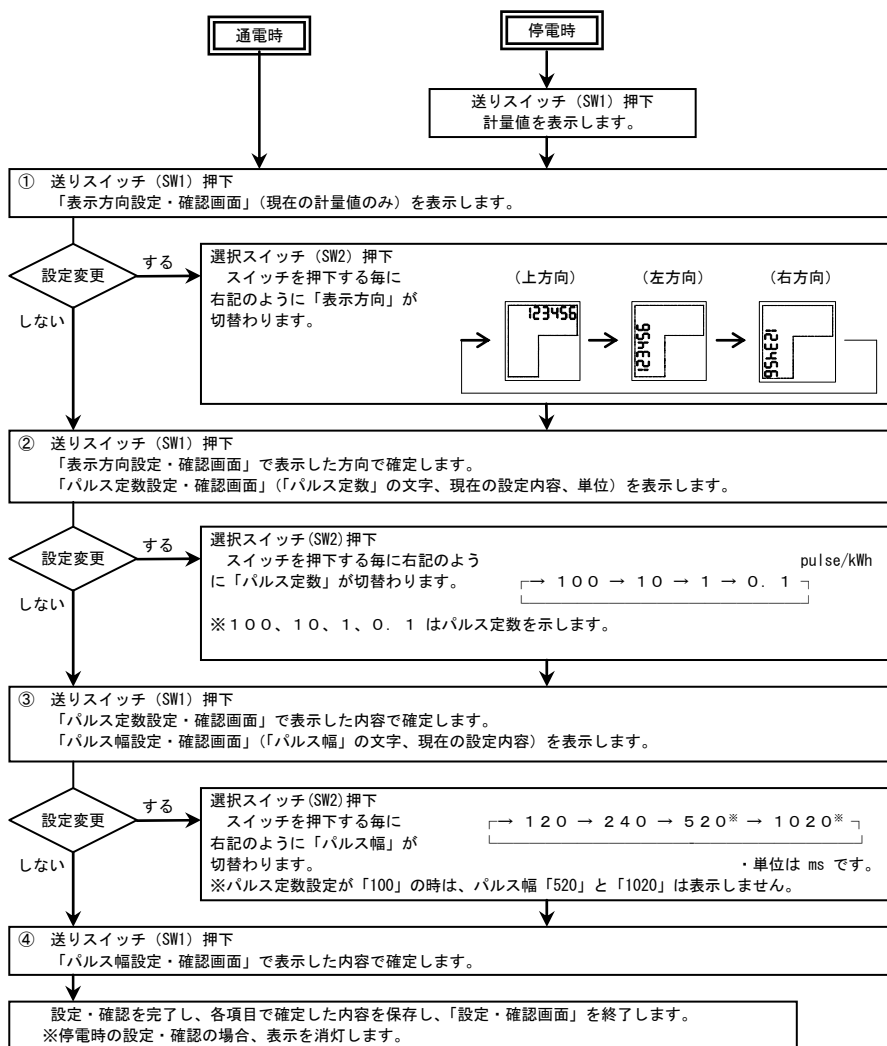 通電時
停電時
送りスイッチ（SW1）押下
計量値を表示します。
①　送りスイッチ（SW1）押下
「表示方向設定・確認画面」（現在の計量値のみ）を表示します。
設定変更
する
しない
選択スイッチ（SW2）押下
スイッチを押下する毎に
右記のように「表示方向」が
切替わります。
（上方向）
（左方向）
（右方向）
123456
123456
123456
②　送りスイッチ（SW1）押下
「表示方向設定・確認画面」で表示した方向で確定します。
「パルス定数設定・確認画面」（「パルス定数」の文字、現在の設定内容、単位）を表示します。
設定変更
する
しない
選択スイッチ(SW2)押下
スイッチを押下する毎に右記のよう
に「パルス定数」が切替わります。
pulse/kWh
→ １００ → １０ → １ → ０．１
※１００、１０、１、０．１ はパルス定数を示します。
③　送りスイッチ（SW1）押下
「パルス定数設定・確認画面」で表示した内容で確定します。
「パルス幅設定・確認画面」（「パルス幅」の文字、現在の設定内容）を表示します。
設定変更
する
しない
選択スイッチ(SW2)押下
スイッチを押下する毎に
右記のように「パルス幅」が
切替わります。
→ １２０ → ２４０ → ５２０※ → １０２０※
・単位は ms です。
※パルス定数設定が「100」の時は、パルス幅「520」と「1020」は表示しません。
④　送りスイッチ（SW1）押下
「パルス幅設定・確認画面」で表示した内容で確定します。
設定・確認を完了し、各項目で確定した内容を保存し、「設定・確認画面」を終了します。
※停電時の設定・確認の場合、表示を消灯します。